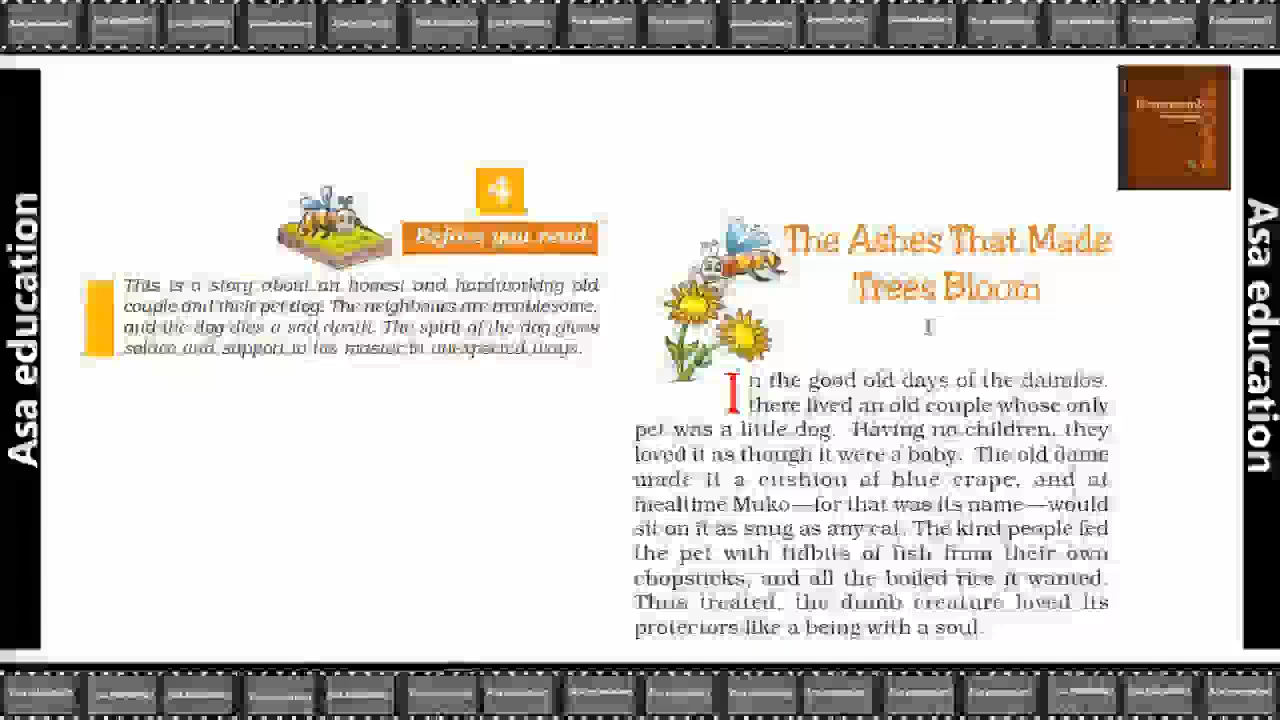 Asa education
4
Before you read
This is a story about an honest and hardworking old
couple and their pet dog. The neighbours are troublesome,
and the dog dies a sad death. The spirit of the dog gives
solace and support to his master in unexpected ways.
The Ashes That Made
Trees Bloom
I
In the good old days of the daimios,
there lived an old couple whose only
pet was a little dog. Having no children, they
loved it as though it were a baby. The old dame
made it a cushion of blue crape, and at
mealtime Muko—for that was its name—would
sit on it as snug as any cat. The kind people fed
the pet with tidbits of fish from their own
chopsticks, and all the boiled rice it wanted.
Thus treated, the dumb creature loved its
protectors like a being with a soul.
Asa education